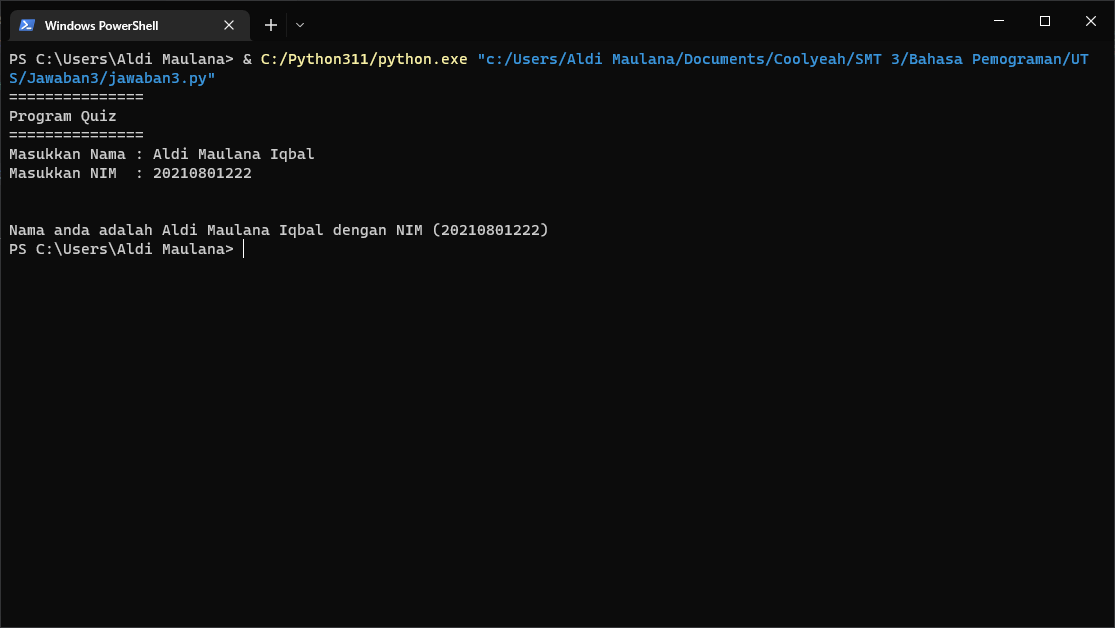 Windows PowerShell
PS C:\Users\Aldi Maulana> & C:/Python311/python.exe "c:/Users/Aldi Maulana/Documents/Coolyeah/SMT 3/Bahasa Pemograman/UT
S/Jawaban3/jawaban3.py"
===============
Program Quiz
===============
Masukkan Nama : Aldi Maulana Iqbal
Masukkan NIM  : 20210801222
Nama anda adalah Aldi Maulana Iqbal dengan NIM (20210801222)
PS C:\Users\Aldi Maulana>